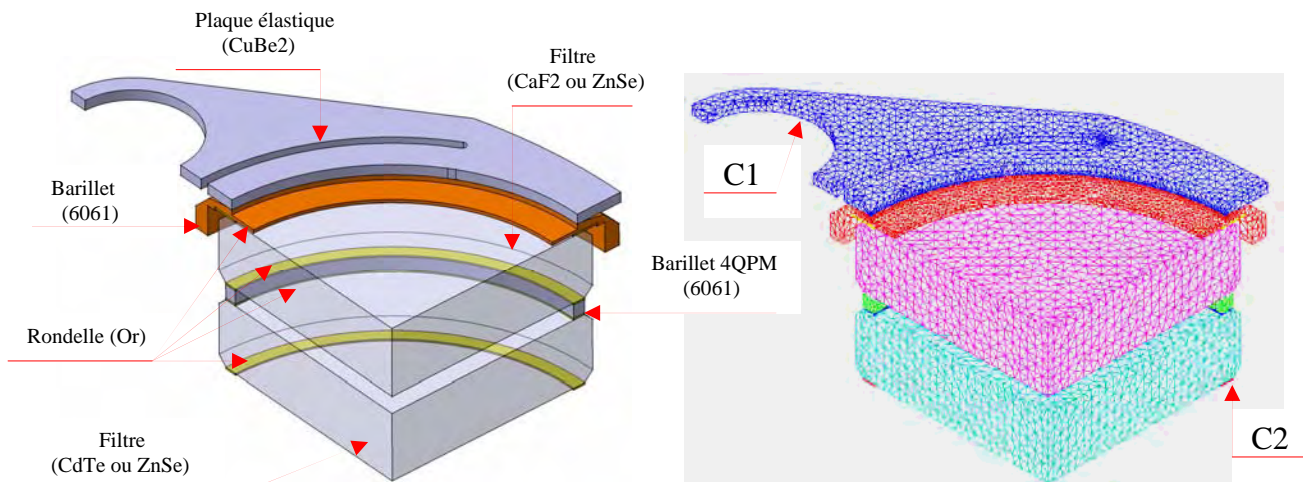 Plaque élastique
(CuBe2)
Filtre
(CaF2 ou ZnSe)
Barillet
(6061)
Barillet 4QPM
(6061)
Rondelle (Or)
Filtre
(CdTe ou ZnSe)
C1
C2